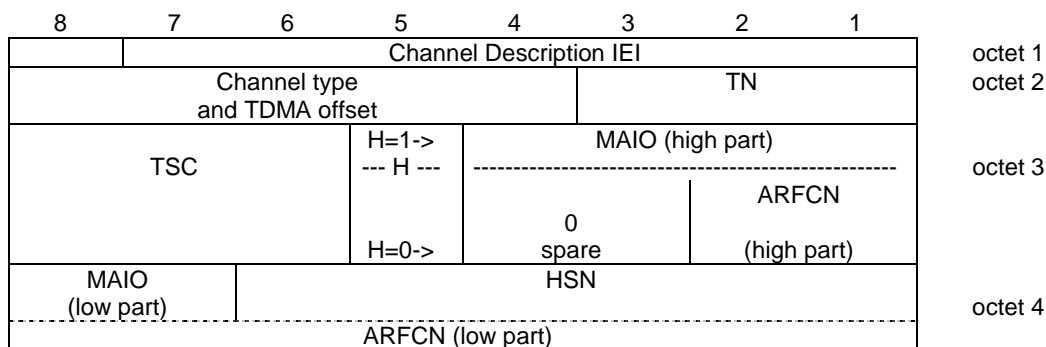 8 7 6 5 4 3 2 1
Channel Description IEI octet 1
Channel type TN octet 2
and TDMA offset
H=1-> MAIO (high part)
TSC --- H --- ------------------------------------------------- octet 3
ARFCN
0
H=0-> spare (high part)
MAIO HSN
(low part) octet 4
ARFCN (low part)